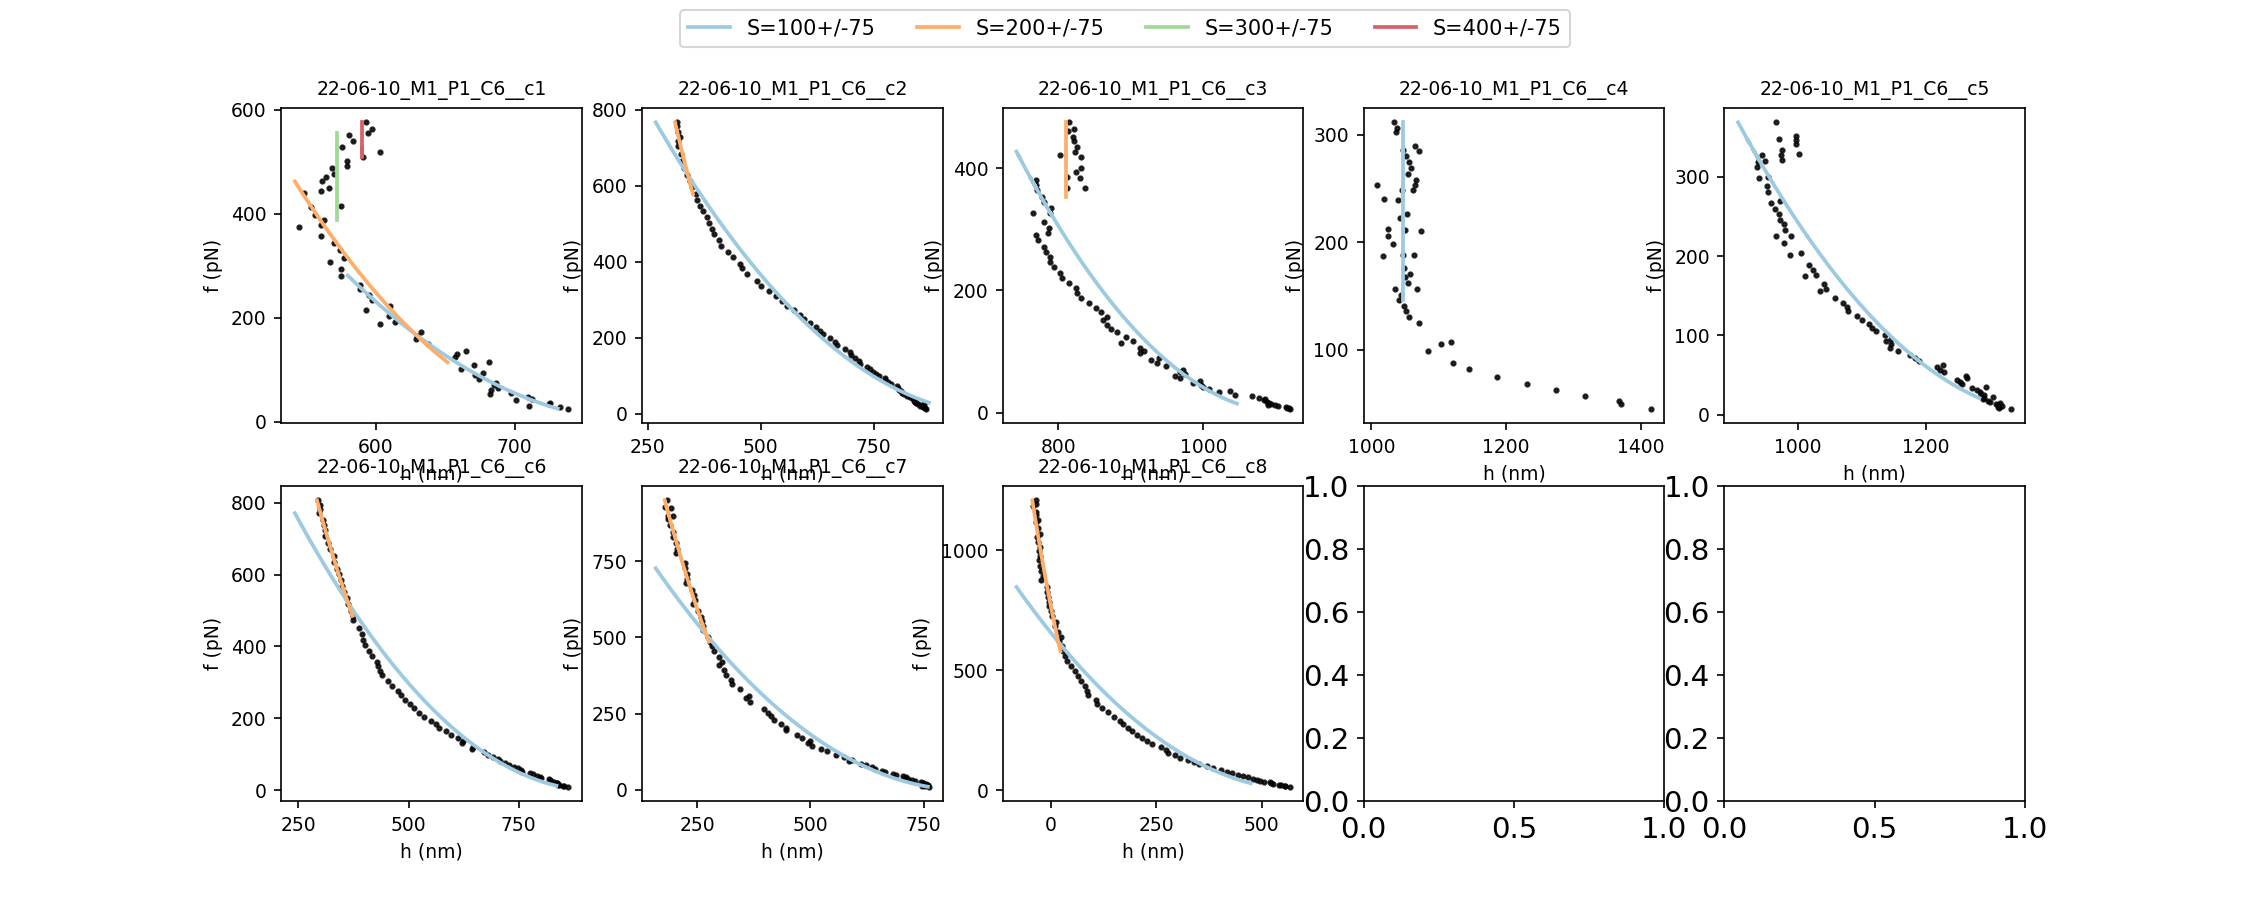 S=100+/-75 S=200+/-75 S=300+/-75 S=400+/-75
22-06-10_M1_P1_C6__c1 22-06-10_M1_P1_C6__c2 22-06-10_M1_P1_C6__c3 22-06-10_M1_P1_C6__c4 22-06-10_M1_P1_C6__c5
f (pN) f (pN) f (pN) f (pN) f (pN)
600 500 400 300 200 100 0
800 600 400 200 0
400 200 0
300 200 100
300 200 100 0
600 700
250 500 750
800 1000
1000 1200 1400
1000 1200
h (nm) h (nm) h (nm) h (nm) h (nm)
22-06-10_M1_P1_C6__c6 22-06-10_M1_P1_C6__c7 22-06-10_M1_P1_C6__c8
f (pN) f (pN) f (pN)
800 600 400 200 0
750 500 250 0
1000 500 0
1.0 0.8 0.6 0.4 0.2 0.0
1.0 0.8 0.6 0.4 0.2 0.0
250 500 750
250 500 750
0 250 500
0.0 0.5 1.0
0.0 0.5 1.0
h (nm) h (nm) h (nm)